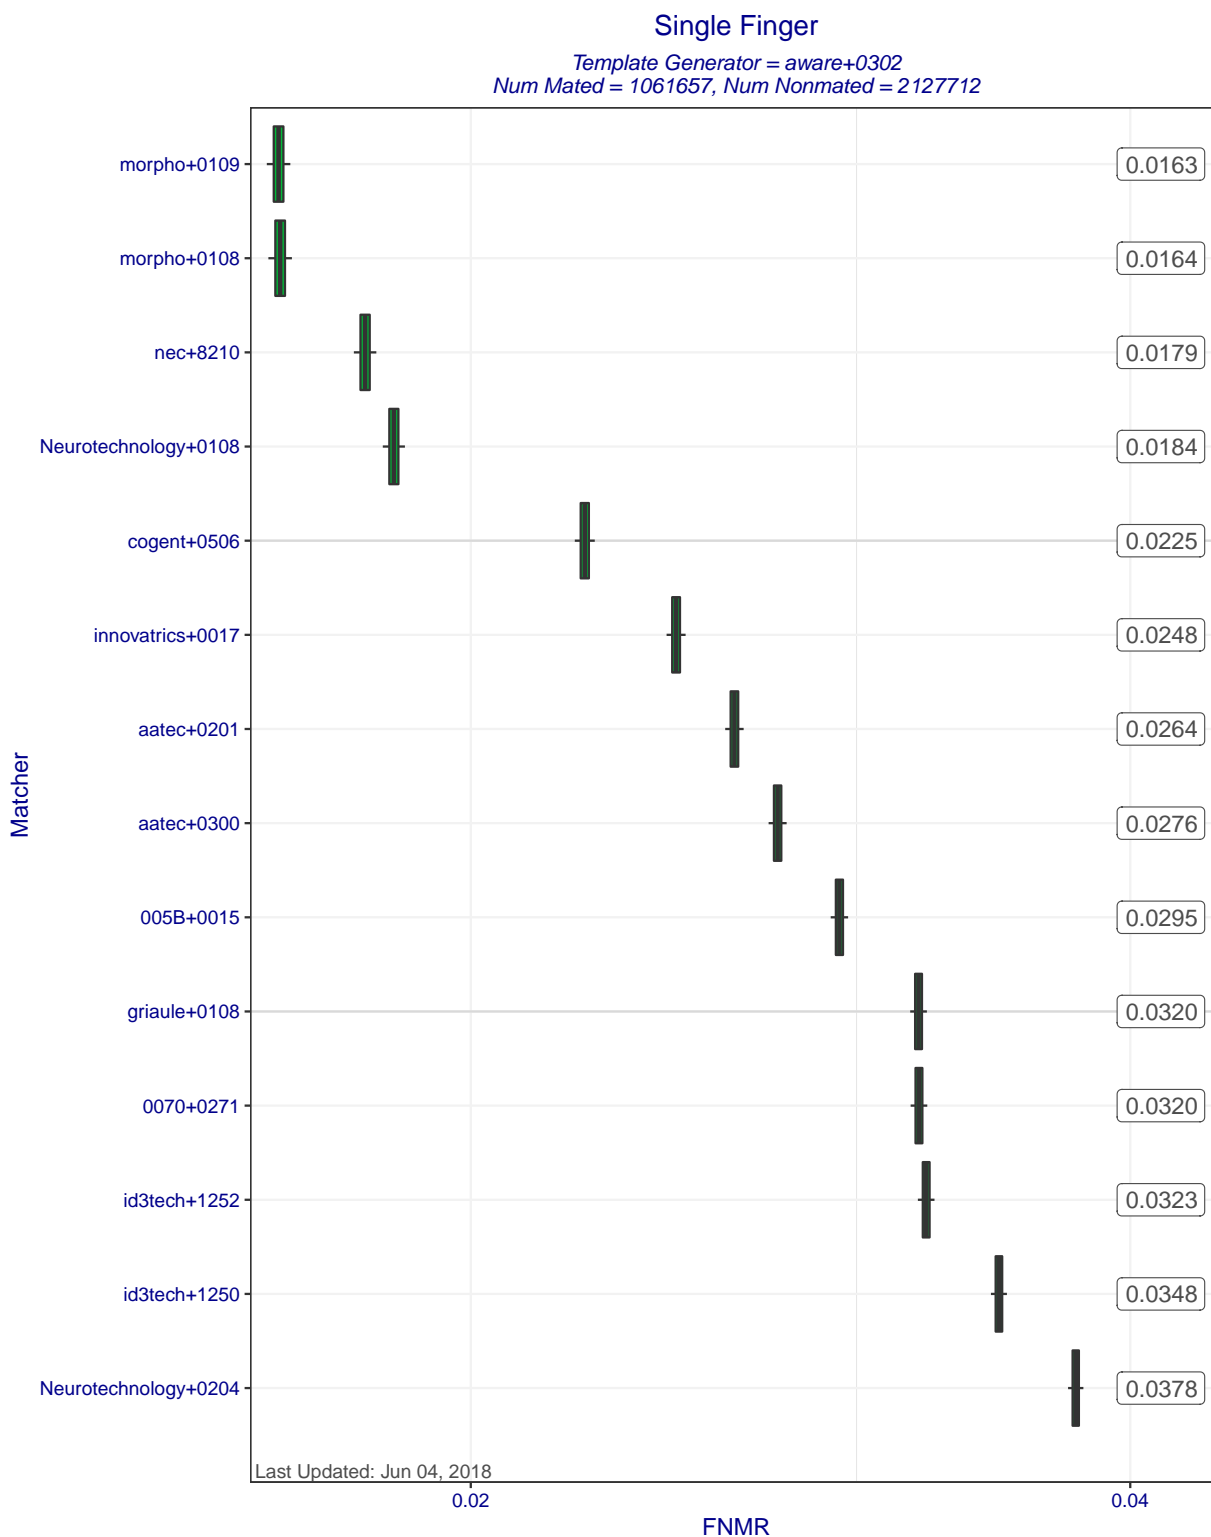 Single Finger
Template Generator = aware+0302
Num Mated = 1061657, Num Nonmated = 2127712
morpho+0109 0.0163
morpho+0108 0.0164
nec+8210 0.0179
Neurotechnology+0108 0.0184
cogent+0506 0.0225
innovatrics+0017 0.0248
aatec+0201 0.0264
aatec+0300 0.0276
005B+0015 0.0295
griaule+0108 0.0320
0070+0271 0.0320
id3tech+1252 0.0323
id3tech+1250 0.0348
Neurotechnology+0204 0.0378
Matcher
Last Updated: Jun 04, 2018
0.02 0.04
FNMR